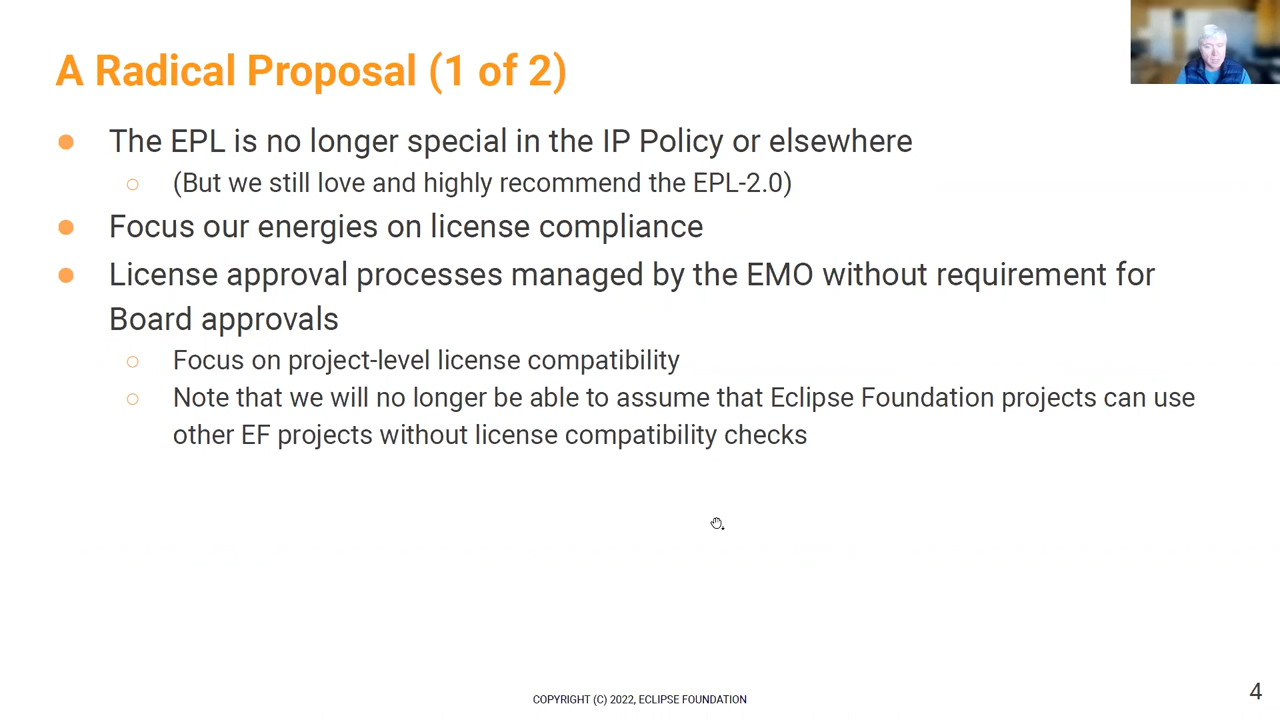 A Radical Proposal (1 of 2)
● The EPL is no longer special in the IP Policy or elsewhere
○ (But we still love and highly recommend the EPL-2.0)
● Focus our energies on license compliance
● License approval processes managed by the EMO without requirement for
Board approvals
○ Focus on project-level license compatibility
○ Note that we will no longer be able to assume that Eclipse Foundation projects can use
other EF projects without license compatibility checks
COPYRIGHT (C) 2022, ECLIPSE FOUNDATION
4